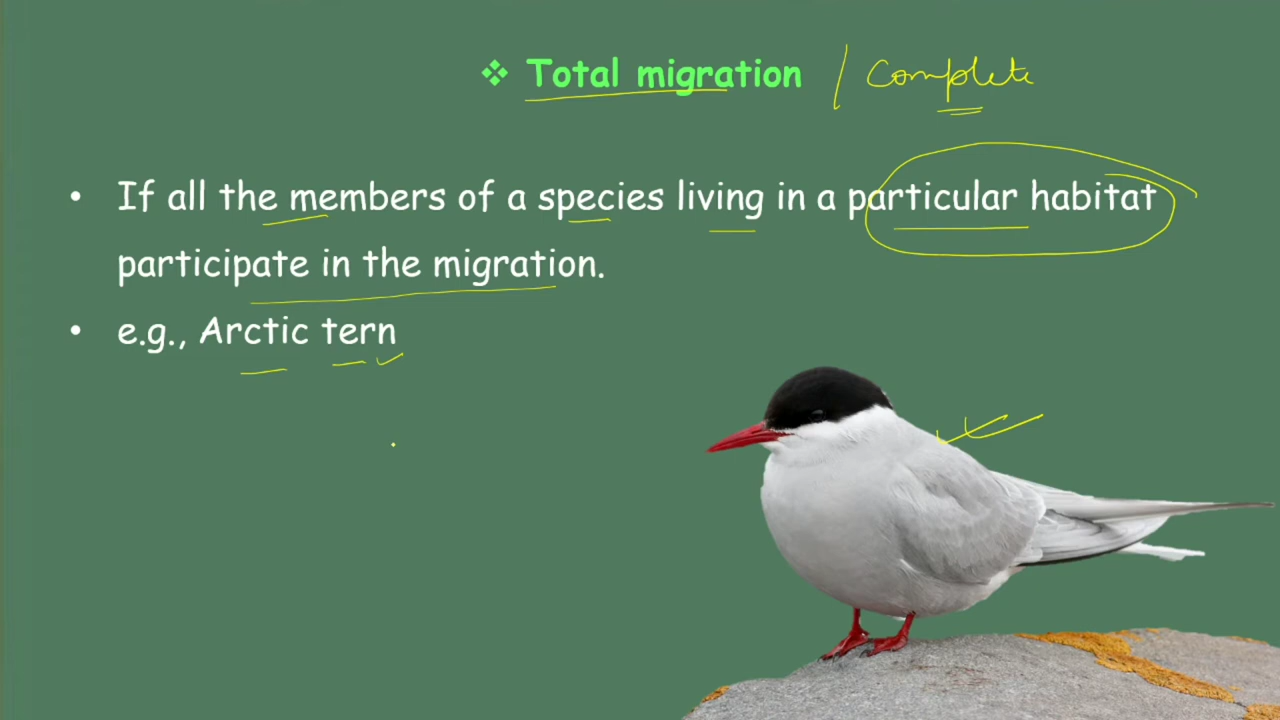 ❖ Total migration / Complete
• If all the members of a species living in a particular habitat
participate in the migration.
• e.g., Arctic tern